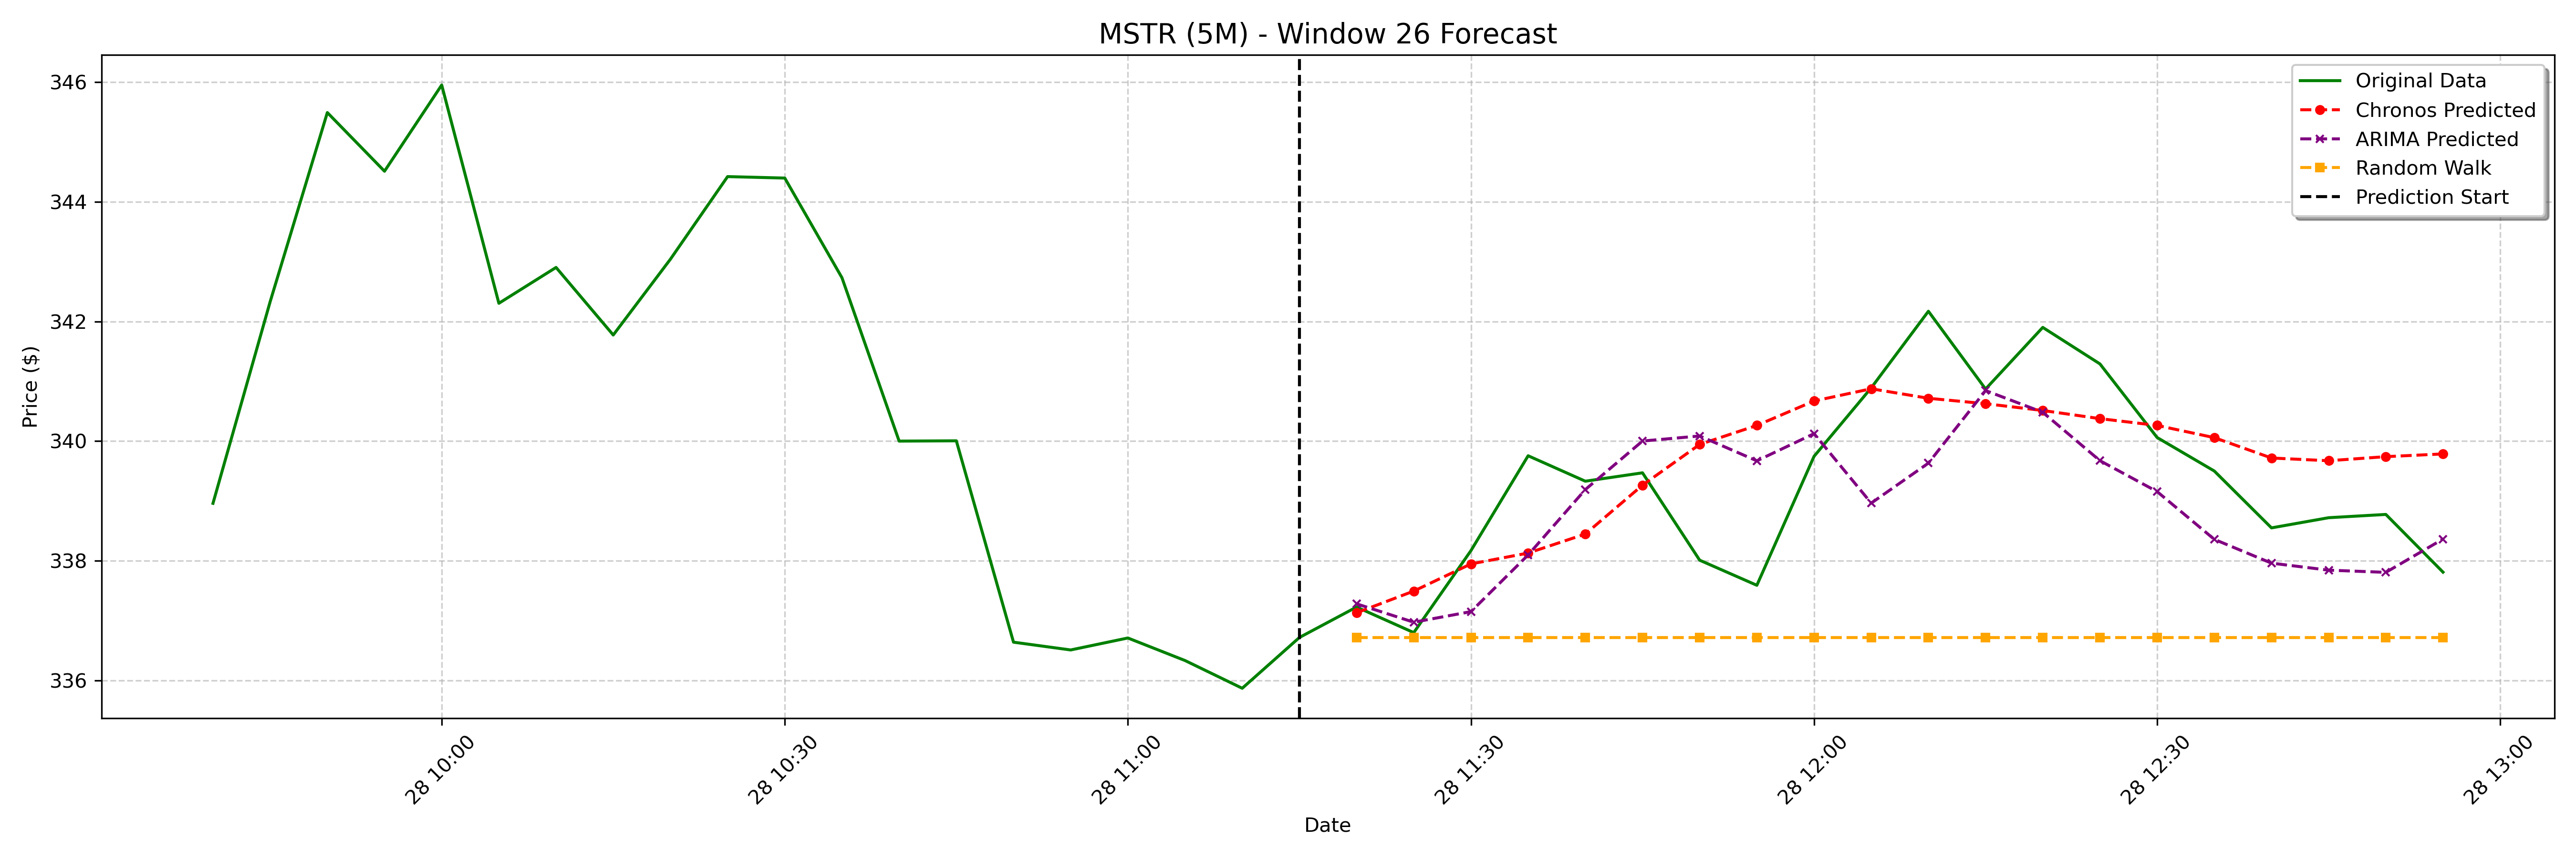 MSTR (5M) - Window 26 Forecast
Price ($)
346
344
342
340
338
336
Original Data
Chronos Predicted
ARIMA Predicted
Random Walk
Prediction Start
28 10:00
28 10:30
28 11:00
28 11:30
28 12:00
28 12:30
28 13:00
Date